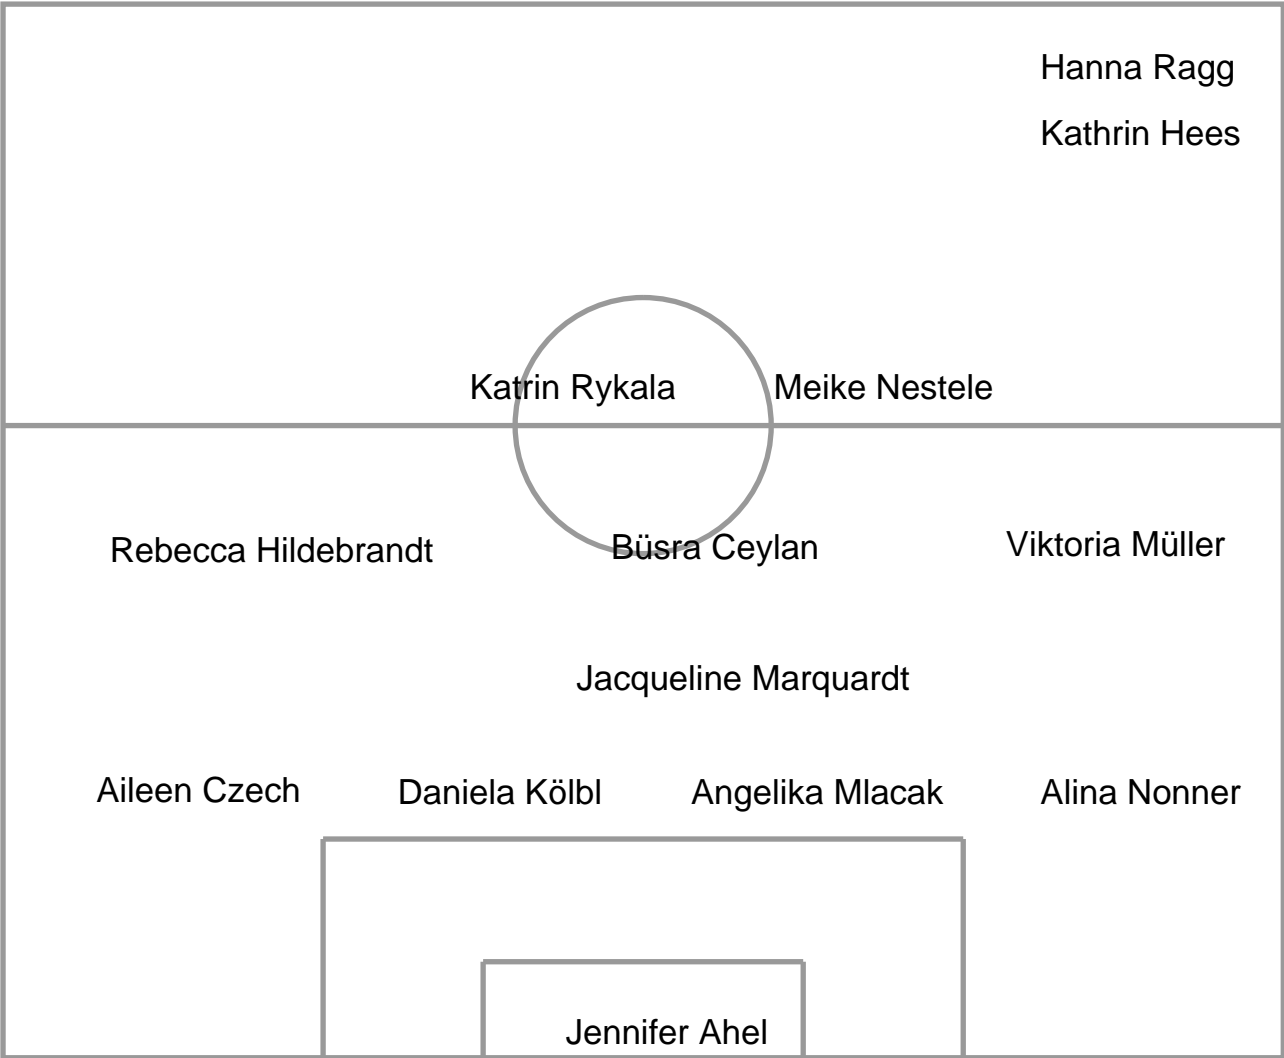 Hanna Ragg
Kathrin Hees
Katrin Rykala
Meike Nestele
Rebecca Hildebrandt
Büsra Ceylan
Viktoria Müller
Jacqueline Marquardt
Aileen Czech
Daniela Kölbl
Angelika Mlacak
Alina Nonner
Jennifer Ahel